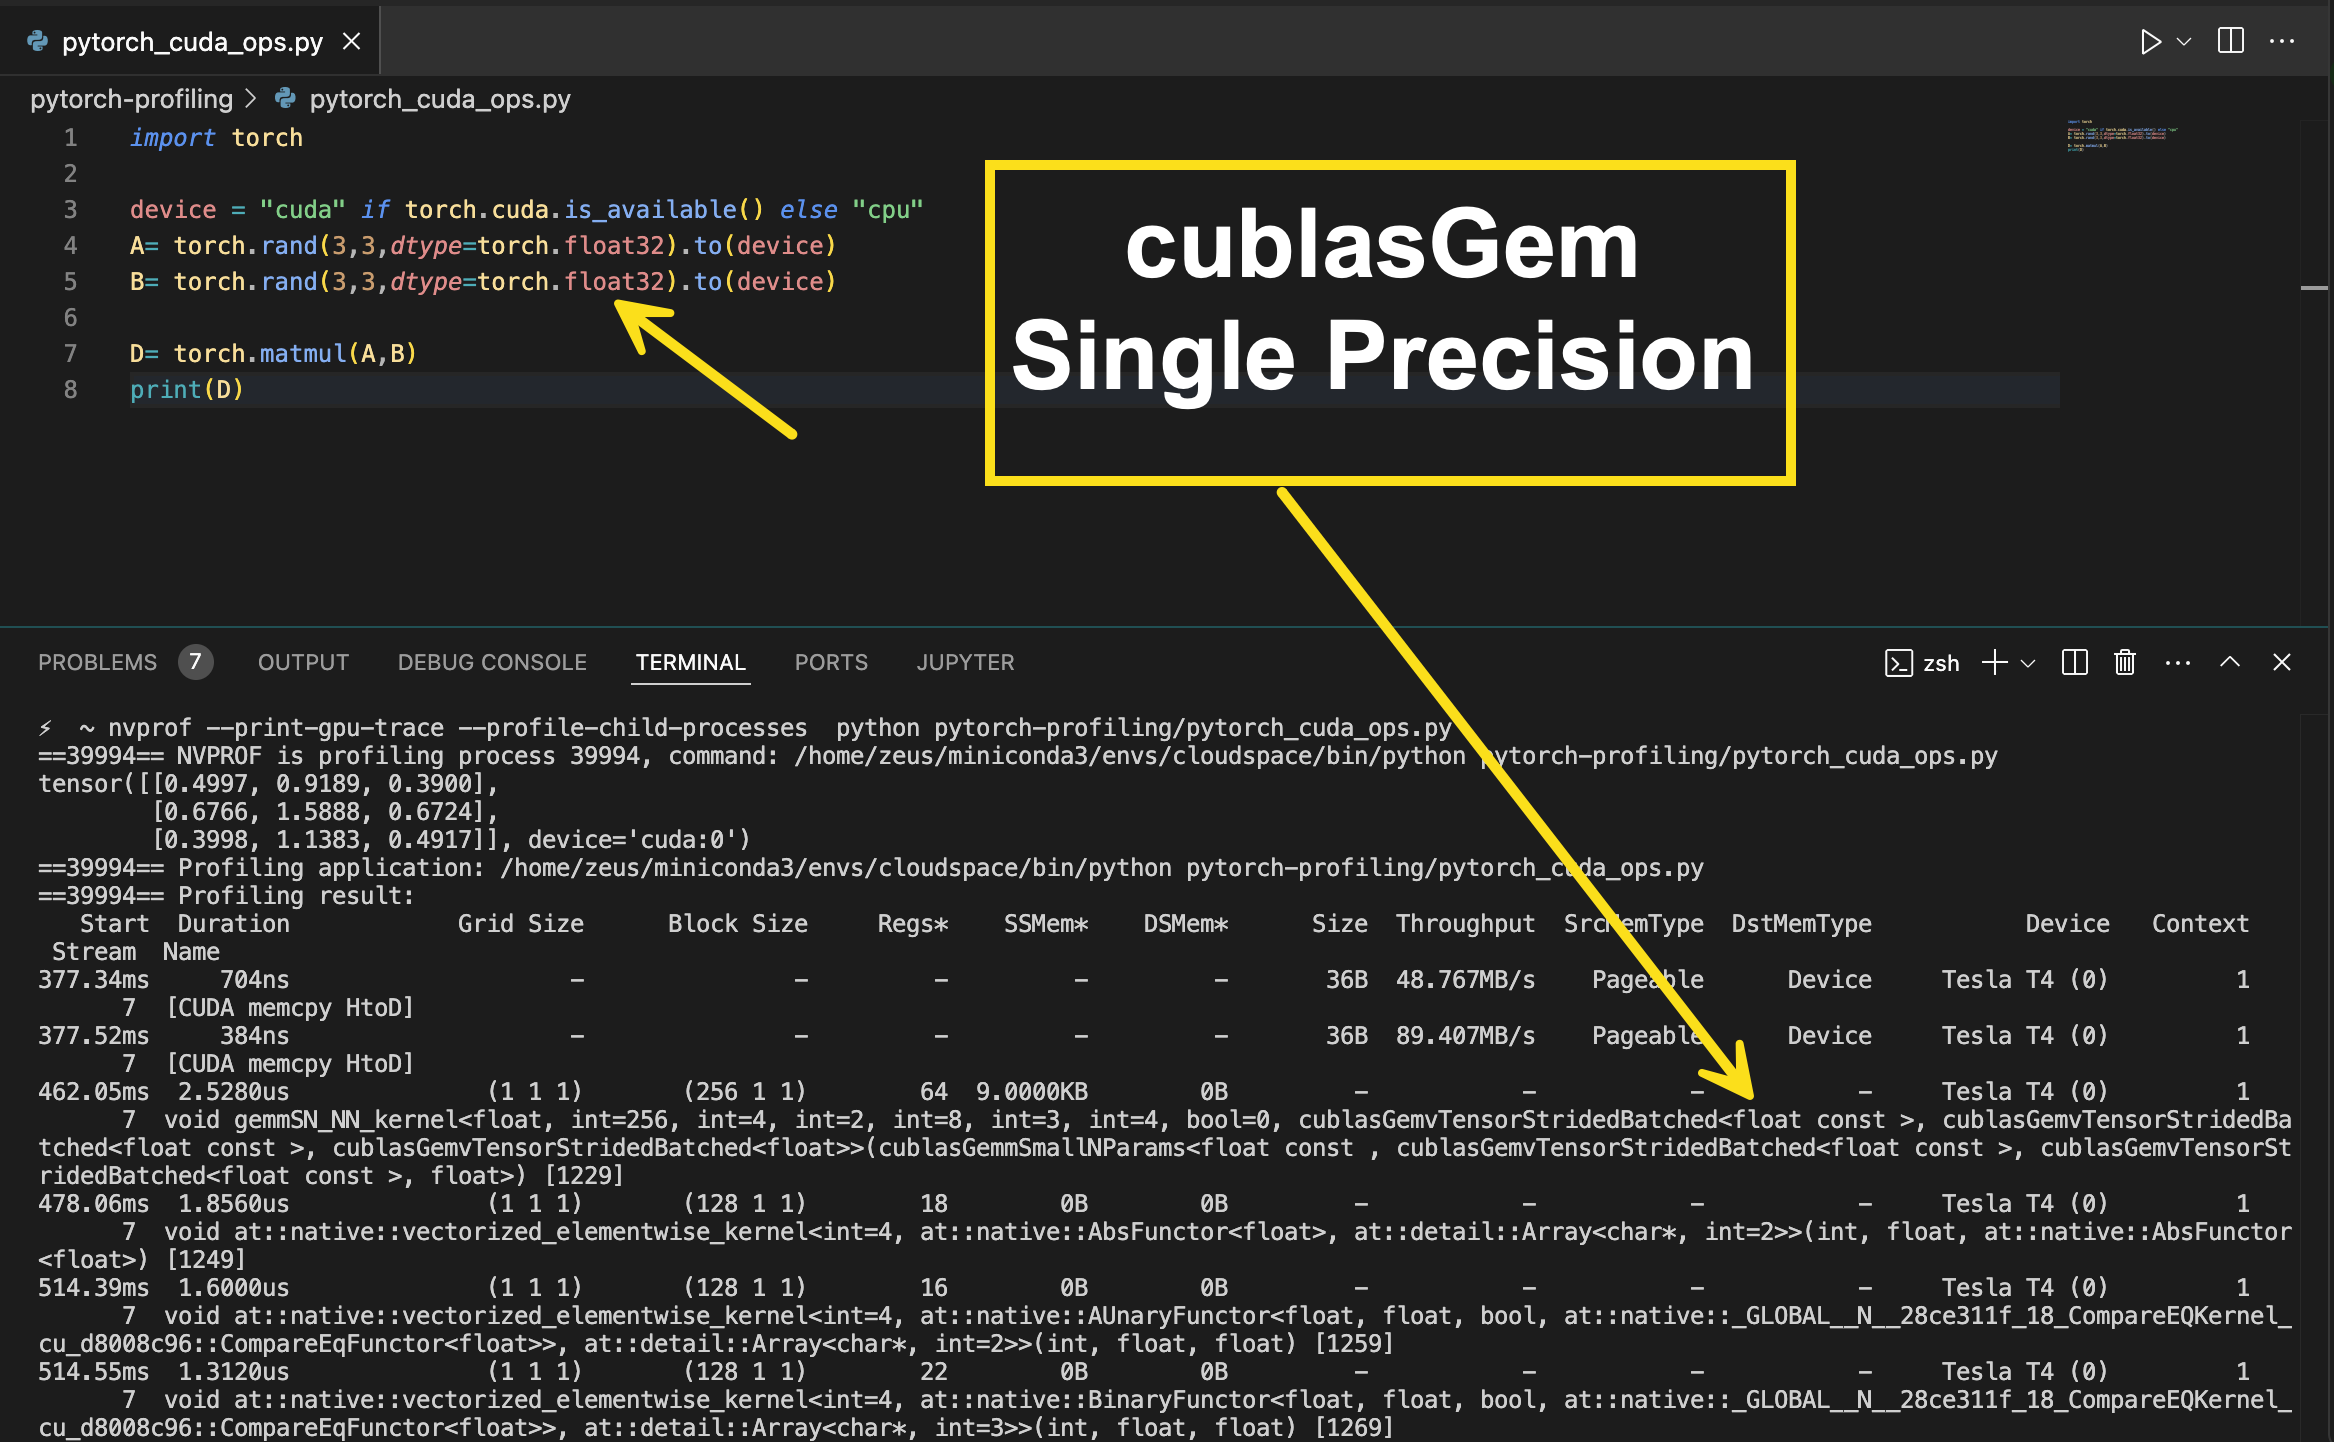 pytorch_cuda_ops.py
pytorch-profiling > pytorch_cuda_ops.py
1 import torch
2
3 device = "cuda" if torch.cuda.is_available() else "cpu"
4 A= torch.rand(3,3,dtype=torch.float32).to(device)
5 B= torch.rand(3,3,dtype=torch.float32).to(device)
6
7 D= torch.matmul(A,B)
8 print(D)
cublasGem
Single Precision
PROBLEMS 7 OUTPUT DEBUG CONSOLE TERMINAL PORTS JUPYTER zsh
⚡ ~ nvprof --print-gpu-trace --profile-child-processes  python pytorch-profiling/pytorch_cuda_ops.py
==39994== NVPROF is profiling process 39994, command: /home/zeus/miniconda3/envs/cloudspace/bin/python pytorch-profiling/pytorch_cuda_ops.py
tensor([[0.4997, 0.9189, 0.3900],
[0.6766, 1.5888, 0.6724],
[0.3998, 1.1383, 0.4917]], device='cuda:0')
==39994== Profiling application: /home/zeus/miniconda3/envs/cloudspace/bin/python pytorch-profiling/pytorch_cuda_ops.py
==39994== Profiling result:
Start Duration Grid Size Block Size Regs* SSMem* DSMem* Size Throughput SrcMemType DstMemType Device Context
Stream Name
377.34ms 704ns - - - - - 36B 48.767MB/s Pageable Device Tesla T4 (0) 1
7 [CUDA memcpy HtoD]
377.52ms 384ns - - - - - 36B 89.407MB/s Pageable Device Tesla T4 (0) 1
7 [CUDA memcpy HtoD]
462.05ms 2.5280us (1 1 1) (256 1 1) 64 9.0000KB 0B - - - - Tesla T4 (0) 1
7 void gemmSN_NN_kernel<float, int=256, int=4, int=2, int=8, int=3, int=4, bool=0, cublasGemvTensorStridedBatched<float const >, cublasGemvTensorStridedBa
tched<float const >, cublasGemvTensorStridedBatched<float>>(cublasGemmSmallNParams<float const , cublasGemvTensorStridedBatched<float const >, cublasGemvTensorSt
ridedBatched<float const >, float>) [1229]
478.06ms 1.8560us (1 1 1) (128 1 1) 18 0B 0B - - - - Tesla T4 (0) 1
7 void at::native::vectorized_elementwise_kernel<int=4, at::native::AbsFunctor<float>, at::detail::Array<char*, int=2>>(int, float, at::native::AbsFunctor
<float>) [1249]
514.39ms 1.6000us (1 1 1) (128 1 1) 16 0B 0B - - - - Tesla T4 (0) 1
7 void at::native::vectorized_elementwise_kernel<int=4, at::native::AUnaryFunctor<float, float, bool, at::native::_GLOBAL__N__28ce311f_18_CompareEQKernel_
cu_d8008c96::CompareEqFunctor<float>>, at::detail::Array<char*, int=2>>(int, float, float) [1259]
514.55ms 1.3120us (1 1 1) (128 1 1) 22 0B 0B - - - - Tesla T4 (0) 1
7 void at::native::vectorized_elementwise_kernel<int=4, at::native::BinaryFunctor<float, float, bool, at::native::_GLOBAL__N__28ce311f_18_CompareEQKernel_
cu_d8008c96::CompareEqFunctor<float>>, at::detail::Array<char*, int=3>>(int, float, float) [1269]